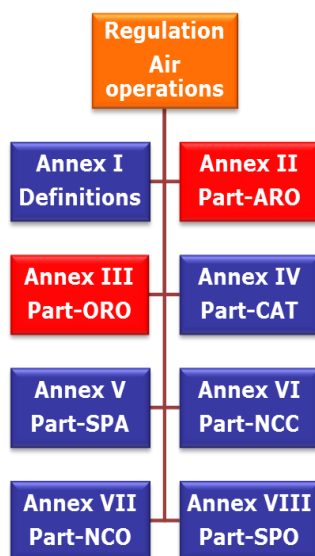 Regulation
Air
operations
Annex I
Definitions
Annex II
Part-ARO
Annex III
Part-ORO
Annex IV
Part-CAT
Annex V
Part-SPA
Annex VI
Part-NCC
Annex VII
Part-NCO
Annex VIII
Part-SPO